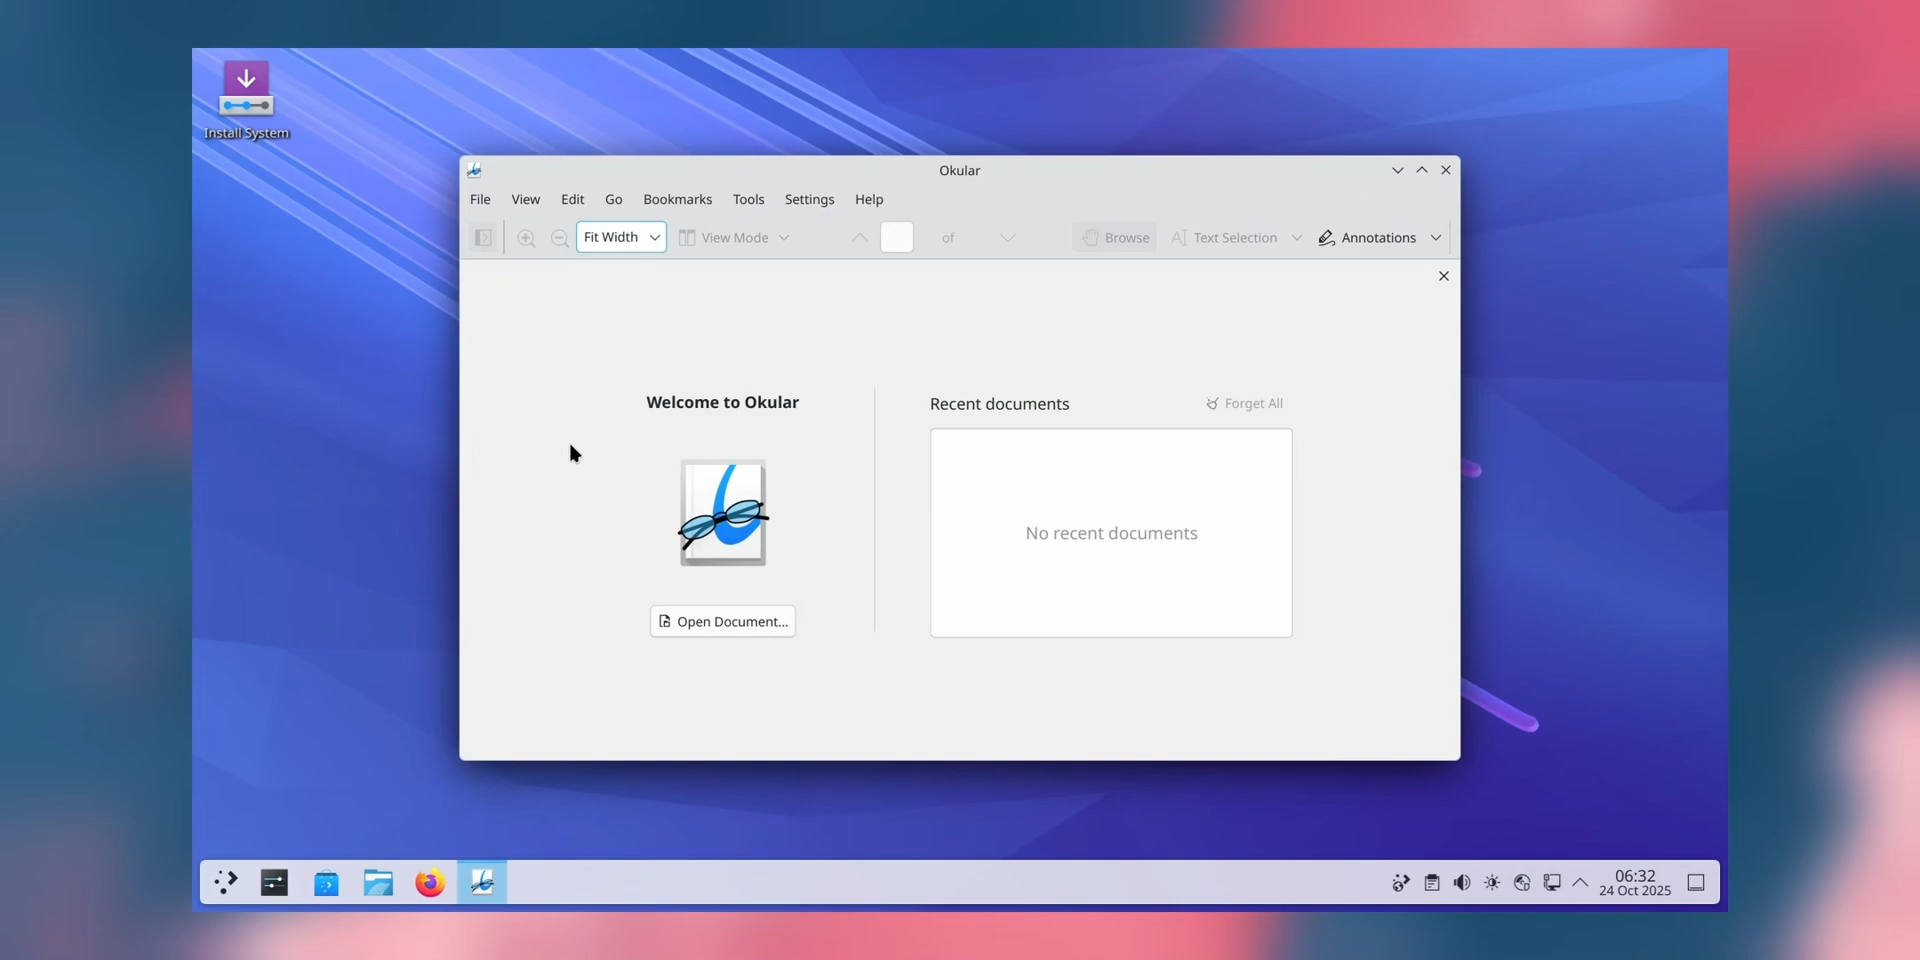 Install System
Okular
File View Edit Go Bookmarks Tools Settings Help
Fit Width View Mode of Browse Text Selection Annotations
Welcome to Okular
Recent documents Forget All
No recent documents
Open Document...
06:32
24 Oct 2025